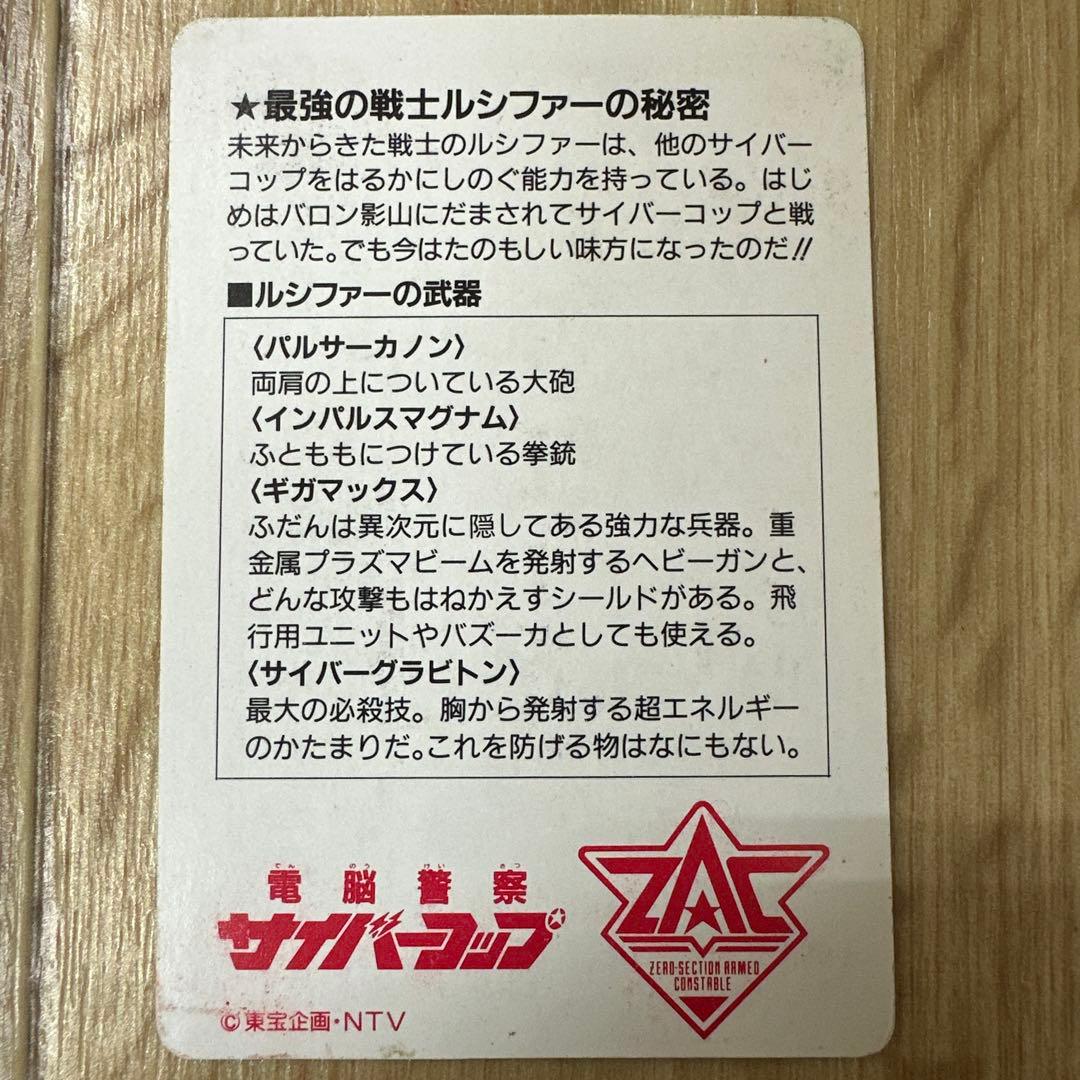 ★最強の戦士ルシファーの秘密
未来からきた戦士のルシファーは、他のサイバー
コップをはるかにしのぐ能力を持っている。はじ
めはバロン影山にだまされてサイバーコップと戦
っていた。でも今はたのもしい味方になったのだ!!
■ルシファーの武器
〈パルサーカノン〉
両肩の上についている大砲
〈インパルスマグナム〉
ふとももにつけている拳銃
〈ギガマックス〉
ふだんは異次元に隠してある強力な兵器。重
金属プラズマビームを発射するヘビーガンと、
どんな攻撃もはねかえすシールドがある。飛
行用ユニットやバズーカとしても使える。
〈サイバーグラビトン〉
最大の必殺技。胸から発射する超エネルギー
のかたまりだ。これを防げる物はなにもない。
でん のう けい さつ
電脳警察
サイバーコップ
ZAC
ZERO-SECTION ARMED
CONSTABLE
©東宝企画・NTV